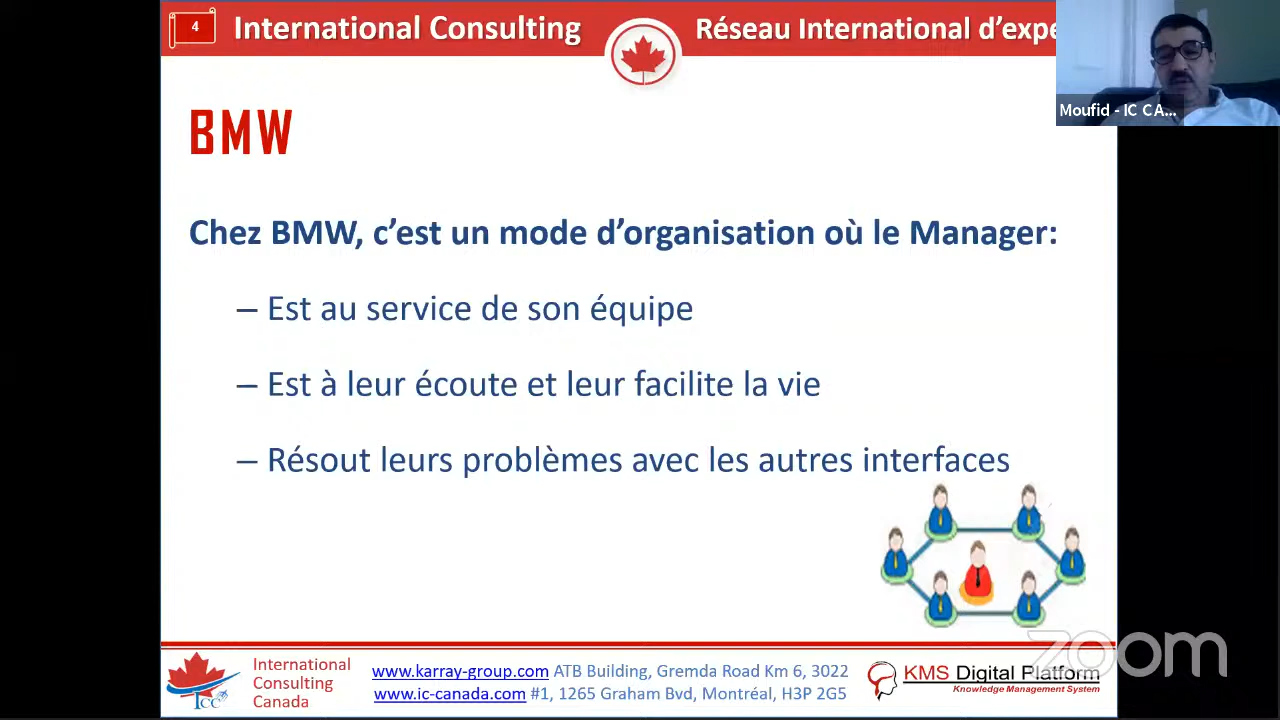 4
International Consulting
Réseau International d’expe
Moufid - IC CA...
BMW
Chez BMW, c’est un mode d’organisation où le Manager:
– Est au service de son équipe
– Est à leur écoute et leur facilite la vie
– Résout leurs problèmes avec les autres interfaces
zoom
International
Consulting
Canada
ICC
www.karray-group.com ATB Building, Gremda Road Km 6, 3022
www.ic-canada.com #1, 1265 Graham Bvd, Montréal, H3P 2G5
KMS Digital Platform
Knowledge Management System